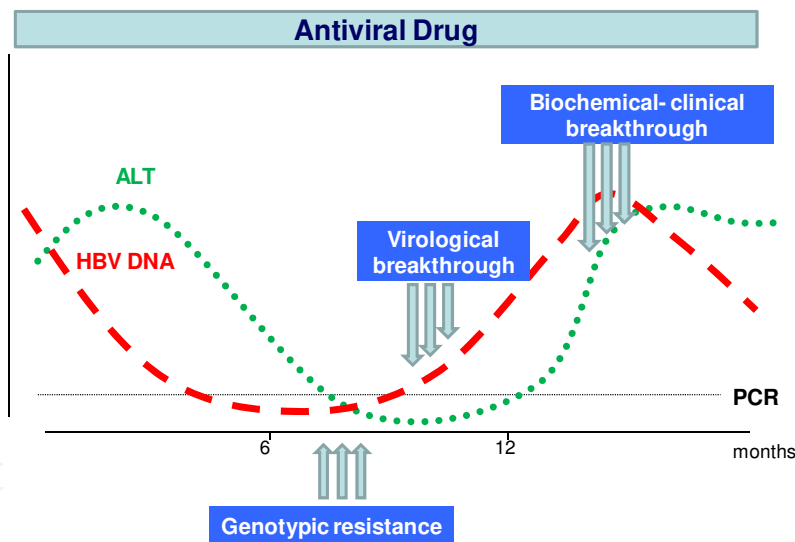 Antiviral Drug
Biochemical- clinical
breakthrough
ALT
Virological
breakthrough
HBV DNA
PCR
6
12
months
Genotypic resistance